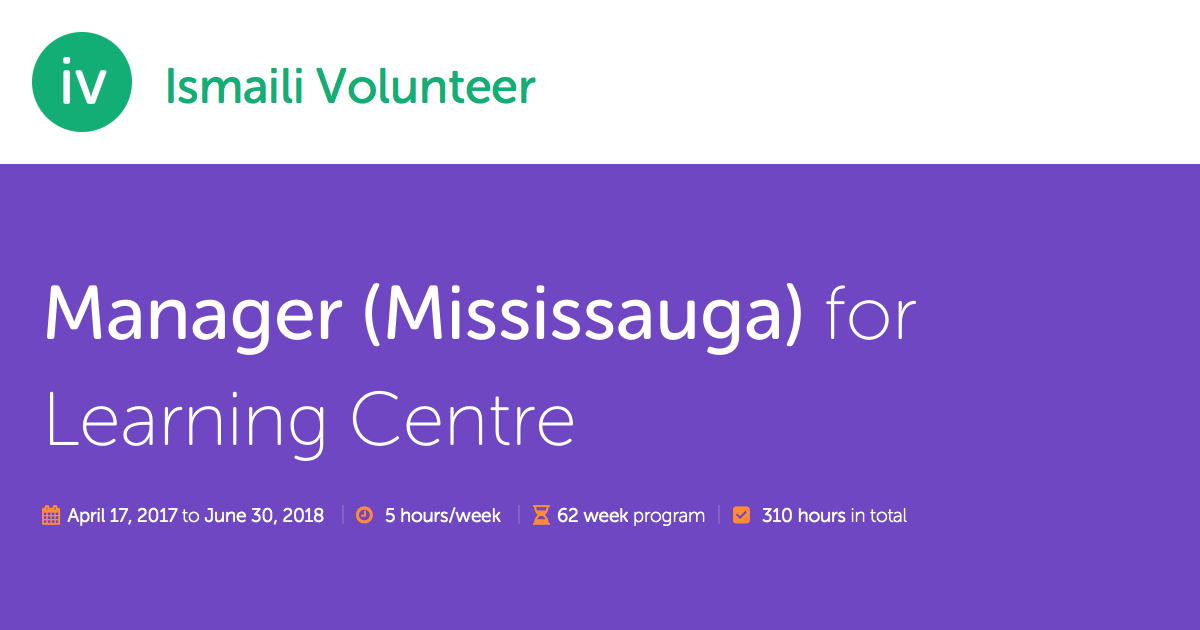 iv
Ismaili Volunteer
Manager (Mississauga) for
Learning Centre
April 17, 2017 to June 30, 2018 | 5 hours/week | 62 week program | 310 hours in total